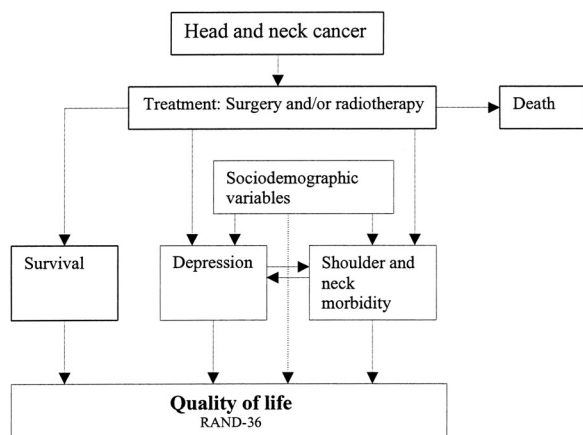 Head and neck cancer
Treatment: Surgery and/or radiotherapy
Death
Sociodemographic
variables
Survival
Depression
Shoulder and
neck
morbidity
Quality of life
RAND-36